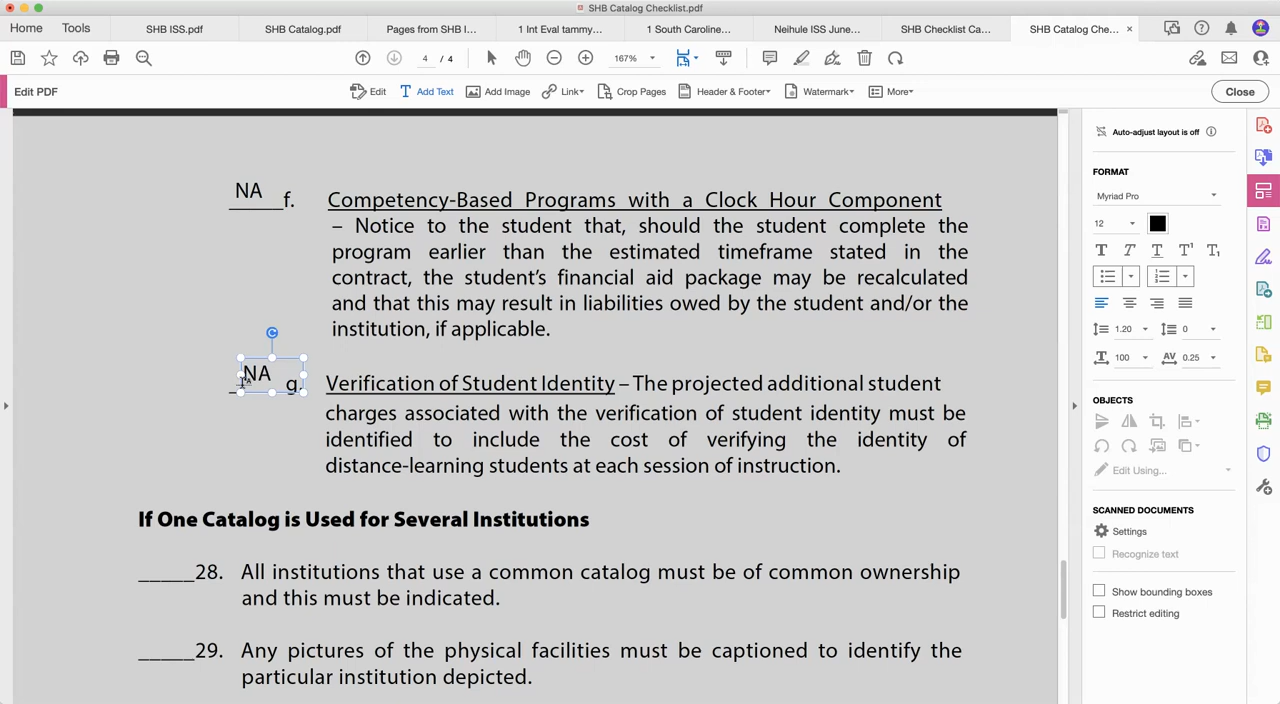 SHB Catalog Checklist.pdf
Home Tools SHB ISS.pdf SHB Catalog.pdf Pages from SHB I... 1 Int Eval tammy... 1 South Caroline... Neihule ISS June... SHB Checklist Ca... SHB Catalog Che... ×
4 / 4 167%
Edit PDF Edit Add Text Add Image Link Crop Pages Header & Footer Watermark More Close
NA
_____f. Competency-Based Programs with a Clock Hour Component
– Notice to the student that, should the student complete the
program earlier than the estimated timeframe stated in the
contract, the student's financial aid package may be recalculated
and that this may result in liabilities owed by the student and/or the
institution, if applicable.
NA
g. Verification of Student Identity – The projected additional student
charges associated with the verification of student identity must be
identified to include the cost of verifying the identity of
distance-learning students at each session of instruction.
If One Catalog is Used for Several Institutions
_____28. All institutions that use a common catalog must be of common ownership
and this must be indicated.
_____29. Any pictures of the physical facilities must be captioned to identify the
particular institution depicted.
Auto-adjust layout is off
FORMAT
Myriad Pro
12
T T T T¹ T₁
1.20 0
100 AV 0.25
OBJECTS
Edit Using...
SCANNED DOCUMENTS
Settings
Recognize text
Show bounding boxes
Restrict editing